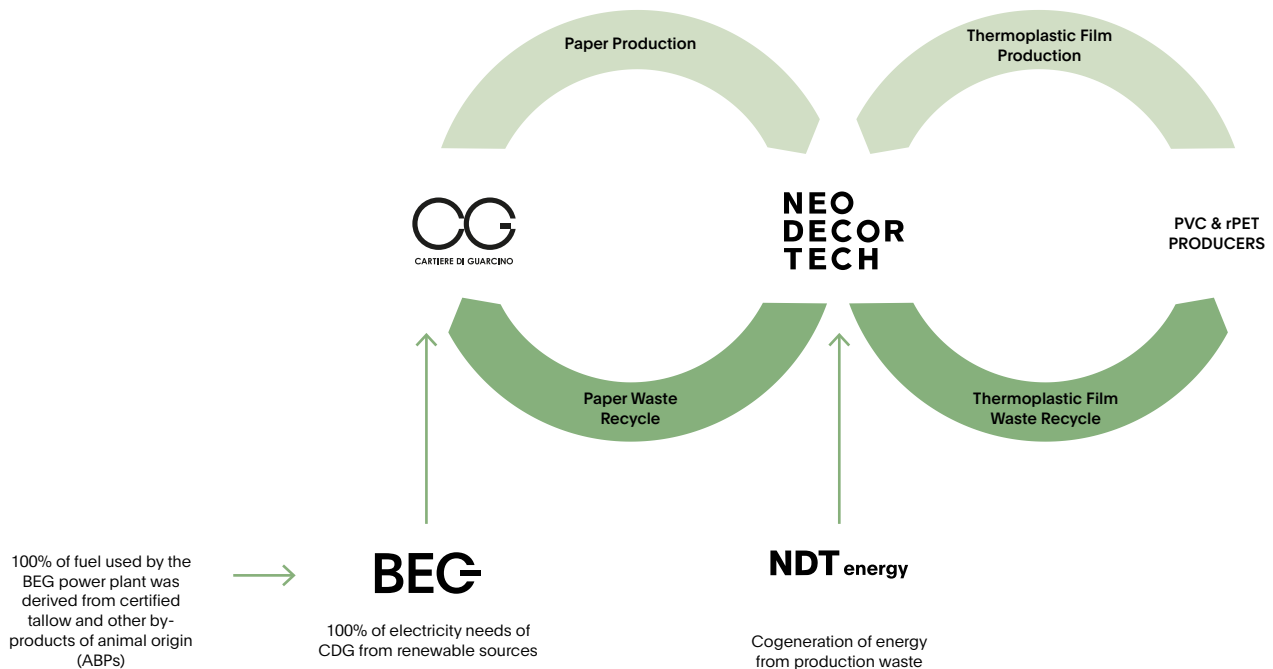 Paper Production
Thermoplastic Film
Production
CG
CARTIERE DI GUARCINO
NEO
DECOR
TECH
PVC & rPET
PRODUCERS
Paper Waste
Recycle
Thermoplastic Film
Waste Recycle
100% of fuel used by the
BEG power plant was
derived from certified
tallow and other by-
products of animal origin
(ABPs)
BEG
100% of electricity needs of
CDG from renewable sources
NDT energy
Cogeneration of energy
from production waste